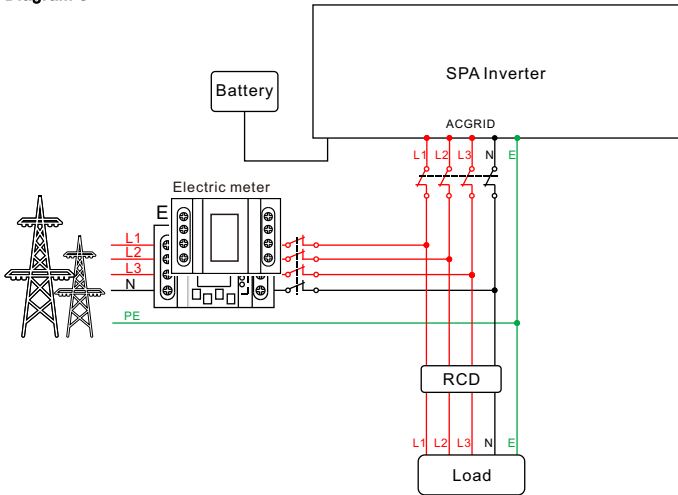 SPA Inverter
Battery
ACGRID
L1 L2 L3 N E
Electric meter
E
L1
L2
L3
N
PE
RCD
L1 L2 L3 N E
Load